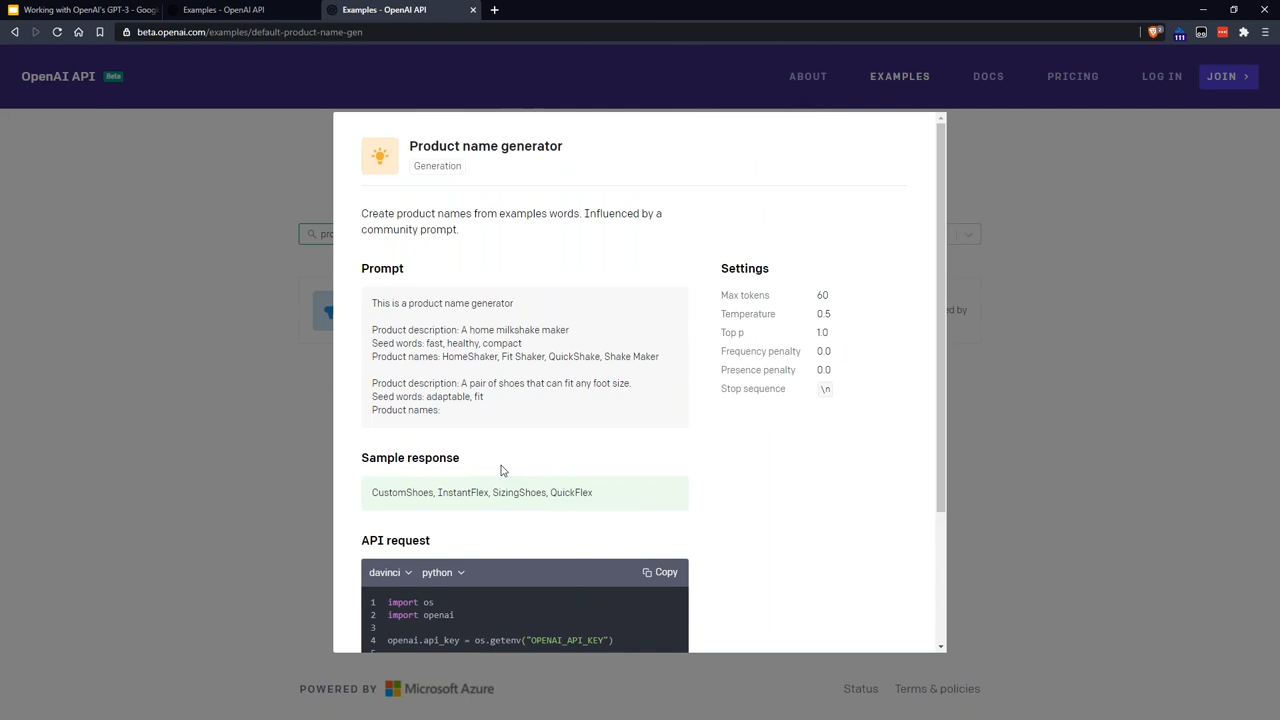 Working with OpenAI's GPT-3 - Goog
Examples - OpenAI API
Examples - OpenAI API
beta.openai.com/examples/default-product-name-gen
2
111
OpenAI API Beta
ABOUT EXAMPLES DOCS PRICING LOG IN JOIN >
Product name generator
Generation
Create product names from examples words. Influenced by a
community prompt.
pro
ed by
Prompt
This is a product name generator
Product description: A home milkshake maker
Seed words: fast, healthy, compact
Product names: HomeShaker, Fit Shaker, QuickShake, Shake Maker
Product description: A pair of shoes that can fit any foot size.
Seed words: adaptable, fit
Product names:
Settings
Max tokens 60
Temperature 0.5
Top p 1.0
Frequency penalty 0.0
Presence penalty 0.0
Stop sequence \n
Sample response
CustomShoes, InstantFlex, SizingShoes, QuickFlex
API request
davinci python Copy
1 import os
2 import openai
3
4 openai.api_key = os.getenv("OPENAI_API_KEY")
POWERED BY Microsoft Azure
Status Terms & policies